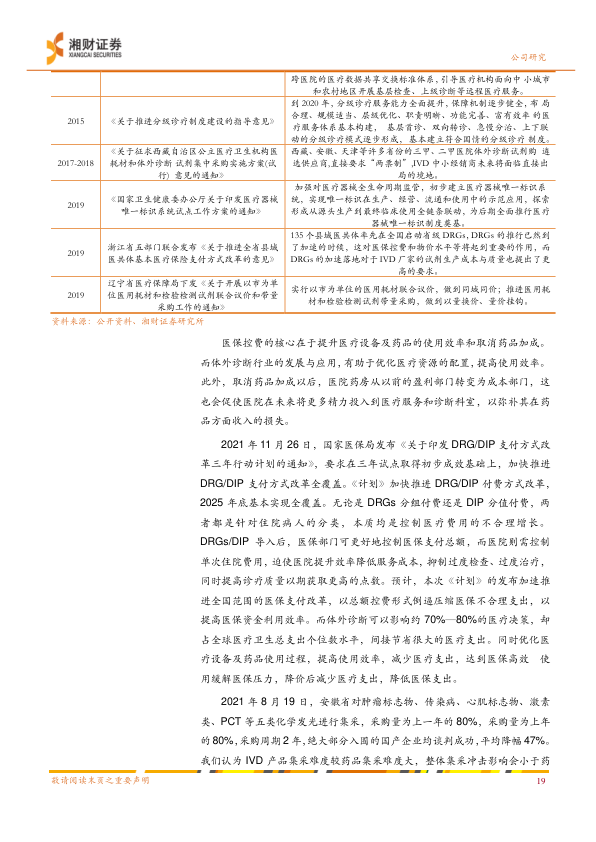 湘财证券
XIANGCAI SECURITIES
公司研究
跨医院的医疗数据共享交换标准体系,引导医疗机构面向中小城市
和农村地区开展基层检查、上级诊断等远程医疗服务。
2015
《关于推进分级诊疗制度建设的指导意见》
到 2020 年，分级诊疗服务能力全面提升，保障机制逐步健全，布局
合理、规模适当、层级优化、职责明晰、功能完善、富有效率 的医
疗服务体系基本构建， 基层首诊、双向转诊、急慢分治、上下联
动的分级诊疗模式逐步形成，基本建立符合国情的分级诊疗 制度。
2017-2018
《关于征求西藏自治区公立医疗卫生机构医
耗材和体外诊断 试剂集中采购实施方案(试
行) 意见的通知》
西藏、安徽、天津等许多省份的三甲、二甲医院体外诊断试剂购 遴
选供应商,直接要求“两票制”,IVD 中小经销商未来将面临直接出
局的境地。
2019
《国家卫生健康委办公厅关于印发医疗器械
唯一标识系统试点工作方案的通知》
加强对医疗器械全生命周期监管，初步建立医疗器械唯一标识系
统，实现唯一标识在生产、经营、流通和使用中的示范应用，探索
形成从源头生产到最终临床使用全链条联动，为后期全面推行医疗
器械唯一标识制度奠基。
2019
浙江省五部门联合发布《关于推进全省县域
医共体基本医疗保险支付方式改革的意见》
135 个县域医共体率先在全国启动省级 DRGs，DRGs 的推行已然到
了加速的时候，这对医保控费和物价水平等将起到重要的作用，而
DRGs 的加速落地对于 IVD 厂家的试剂生产成本与质量也提出了更
高的要求。
2019
辽宁省医疗保障局下发《关于开展以市为单
位医用耗材和检验检测试剂联合议价和带量
采购工作的通知》
实行以市为单位的医用耗材联合议价，做到同城同价；推进医用耗
材和检验检测试剂带量采购，做到以量换价、量价挂钩。
资料来源：公开资料、湘财证券研究所
医保控费的核心在于提升医疗设备及药品的使用效率和取消药品加成。
而体外诊断行业的发展与应用，有助于优化医疗资源的配置，提高使用效率。
此外，取消药品加成以后，医院药房从以前的盈利部门转变为成本部门，这
也会促使医院在未来将更多精力投入到医疗服务和诊断科室，以弥补其在药
品方面收入的损失。
2021 年 11 月 26 日，国家医保局发布《关于印发 DRG/DIP 支付方式改
革三年行动计划的通知》，要求在三年试点取得初步成效基础上，加快推进
DRG/DIP 支付方式改革全覆盖。《计划》加快推进 DRG/DIP 付费方式改革，
2025 年底基本实现全覆盖。无论是 DRGs 分组付费还是 DIP 分值付费，两
者都是针对住院病人的分类，本质均是控制医疗费用的不合理增长。
DRGs/DIP 导入后，医保部门可更好地控制医保支付总额，而医院则需控制
单次住院费用，迫使医院提升效率降低服务成本，抑制过度检查、过度治疗，
同时提高诊疗质量以期获取更高的点数。预计，本次《计划》的发布加速推
进全国范围的医保支付改革，以总额控费形式倒逼压缩医保不合理支出，以
提高医保资金利用效率。而体外诊断可以影响约 70%—80%的医疗决策，却
占全球医疗卫生总支出个位数水平，间接节省很大的医疗支出。同时优化医
疗设备及药品使用过程，提高使用效率，减少医疗支出，达到医保高效 使
用缓解医保压力，降价后减少医疗支出，降低医保支出。
2021 年 8 月 19 日，安徽省对肿瘤标志物、传染病、心肌标志物、激素
类、PCT 等五类化学发光进行集采，采购量为上一年的 80%，采购量为上年
的 80%,采购周期 2 年,绝大部分入围的国产企业均谈判成功,平均降幅 47%。
我们认为 IVD 产品集采难度较药品集采难度大，整体集采冲击影响会小于药
敬请阅读末页之重要声明
19